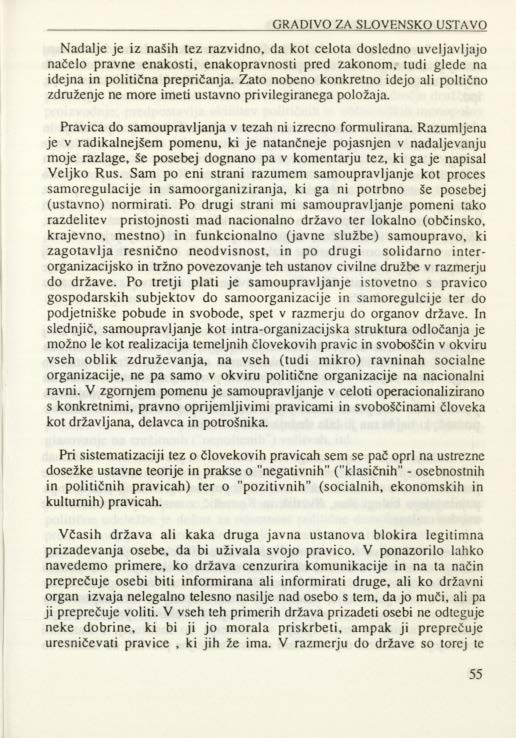 GRADIVO ZA SLOVENSKO USTAVO
Nadalje je iz naših tez razvidno, da kot celota dosledno uveljavljajo
načelo pravne enakosti, enakopravnosti pred zakonom, tudi glede na
idejna in politična prepričanja. Zato nobeno konkretno idejo ali poltično
združenje ne more imeti ustavno privilegiranega položaja.
Pravica do samoupravljanja v tezah ni izrecno formulirana. Razumljena
je v radikalnejšem pomenu, ki je natančneje pojasnjen v nadaljevanju
moje razlage, še posebej dognano pa v komentarju tez, ki ga je napisal
Veljko Rus. Sam po eni strani razumem samoupravljanje kot proces
samoregulacije in samoorganiziranja, ki ga ni potrbno še posebej
(ustavno) normirati. Po drugi strani mi samoupravljanje pomeni tako
razdelitev pristojnosti mad nacionalno državo ter lokalno (občinsko,
krajevno, mestno) in funkcionalno (javne službe) samoupravo, ki
zagotavlja resnično neodvisnost, in po drugi solidarno inter-
organizacijsko in tržno povezovanje teh ustanov civilne družbe v razmerju
do države. Po tretji plati je samoupravljanje istovetno s pravico
gospodarskih subjektov do samoorganizacije in samoregulcije ter do
podjetniške pobude in svobode, spet v razmerju do organov države. In
slednjič, samoupravljanje kot intra-organizacijska struktura odločanja je
možno le kot realizacija temeljnih človekovih pravic in svoboščin v okviru
vseh oblik združevanja, na vseh (tudi mikro) ravninah socialne
organizacije, ne pa samo v okviru politične organizacije na nacionalni
ravni. V zgornjem pomenu je samoupravljanje v celoti operacionalizirano
s konkretnimi, pravno oprijemljivimi pravicami in svoboščinami človeka
kot državljana, delavca in potrošnika.
Pri sistematizaciji tez o človekovih pravicah sem se pač oprl na ustrezne
dosežke ustavne teorije in prakse o "negativnih" ("klasičnih" - osebnostnih
in političnih pravicah) ter o "pozitivnih" (socialnih, ekonomskih in
kulturnih) pravicah.
Včasih država ali kaka druga javna ustanova blokira legitimna
prizadevanja osebe, da bi uživala svojo pravico. V ponazorilo lahko
navedemo primere, ko država cenzurira komunikacije in na ta način
preprečuje osebi biti informirana ali informirati druge, ali ko državni
organ izvaja nelegalno telesno nasilje nad osebo s tem, da jo muči, ali pa
ji preprečuje voliti. V vseh teh primerih država prizadeti osebi ne odteguje
neke dobrine, ki bi ji jo morala priskrbeti, ampak ji preprečuje
uresničevati pravice , ki jih že ima. V razmerju do države so torej te
55